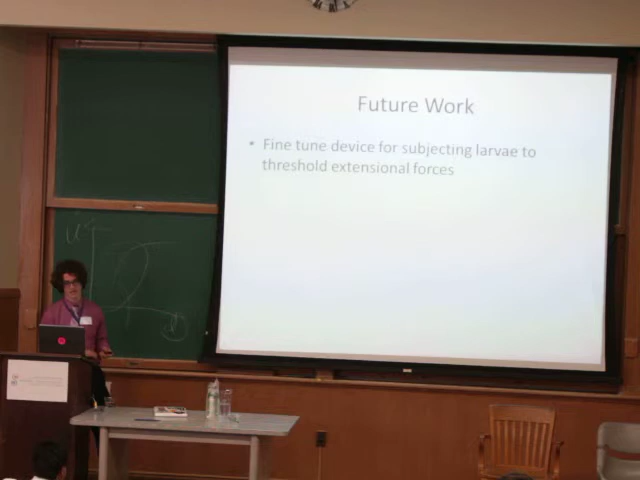 Future Work
• Fine tune device for subjecting larvae to
threshold extensional forces